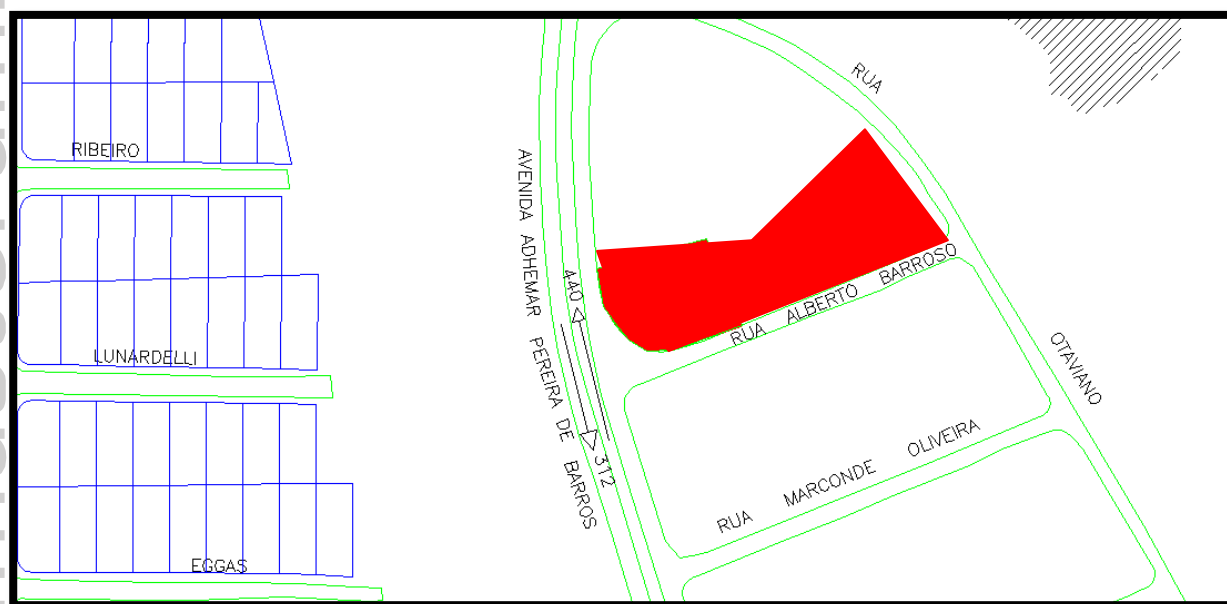 RIBEIRO
LUNARDELLI
EGGAS
AVENIDA ADHEMAR PEREIRA DE BARROS
440
312
RUA OTAVIANO
RUA ALBERTO BARROSO
RUA MARCONDE OLIVEIRA